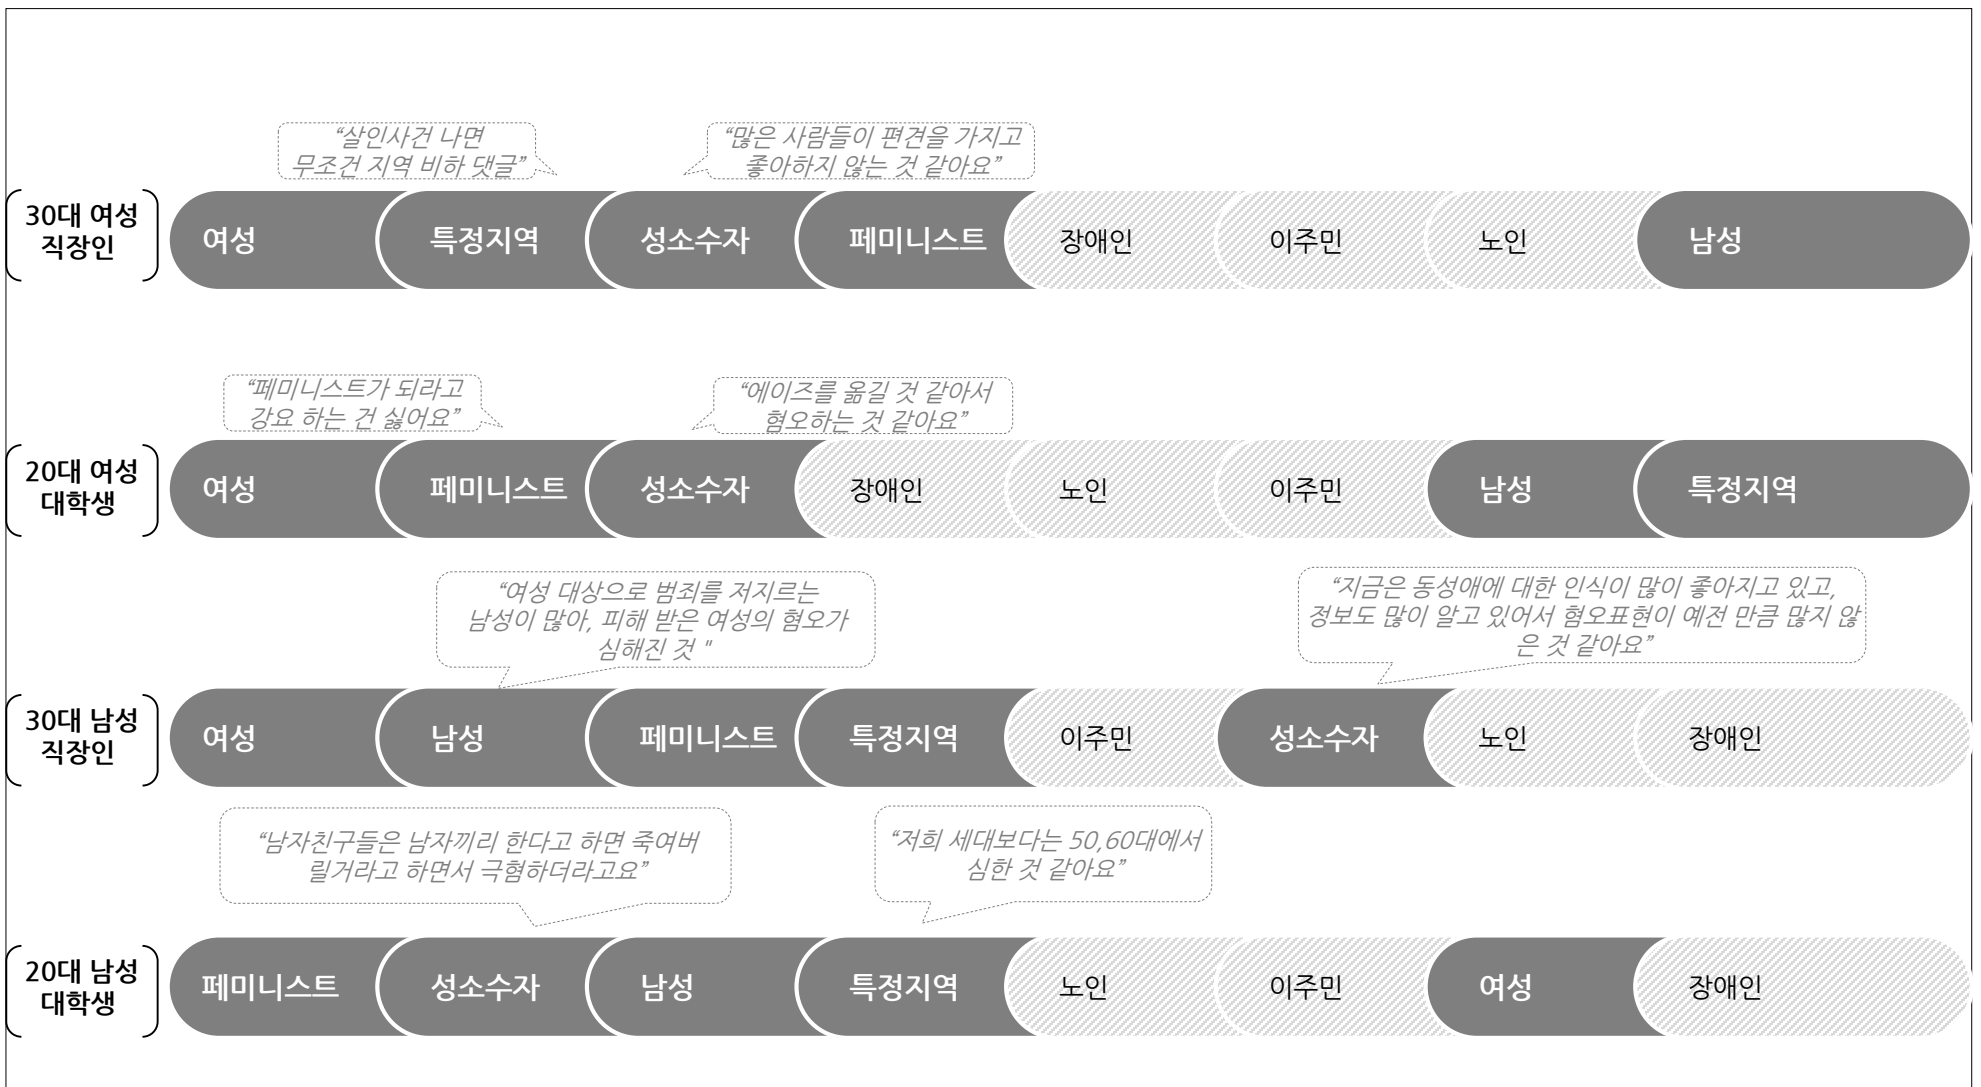 “살인사건 나면
무조건 지역 비하 댓글”
“많은 사람들이 편견을 가지고
좋아하지 않는 것 같아요”
30대 여성
직장인
여성
특정지역
성소수자
페미니스트
장애인
이주민
노인
남성
“페미니스트가 되라고
강요 하는 건 싫어요”
“에이즈를 옮길 것 같아서
혐오하는 것 같아요”
20대 여성
대학생
여성
페미니스트
성소수자
장애인
노인
이주민
남성
특정지역
“여성 대상으로 범죄를 저지르는
남성이 많아, 피해 받은 여성의 혐오가
심해진 것 "
“지금은 동성애에 대한 인식이 많이 좋아지고 있고,
정보도 많이 알고 있어서 혐오표현이 예전 만큼 많지 않
은 것 같아요”
30대 남성
직장인
여성
남성
페미니스트
특정지역
이주민
성소수자
노인
장애인
“남자친구들은 남자끼리 한다고 하면 죽여버
릴거라고 하면서 극혐하더라고요”
“저희 세대보다는 50,60대에서
심한 것 같아요”
20대 남성
대학생
페미니스트
성소수자
남성
특정지역
노인
이주민
여성
장애인